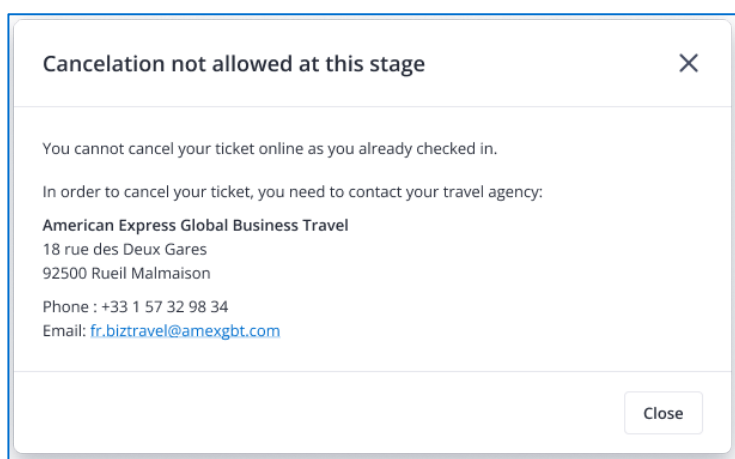 Cancelation not allowed at this stage
You cannot cancel your ticket online as you already checked in.
In order to cancel your ticket, you need to contact your travel agency:
American Express Global Business Travel
18 rue des Deux Gares
92500 Rueil Malmaison
Phone : +33 1 57 32 98 34
Email: fr.biztravel@amexgbt.com
Close